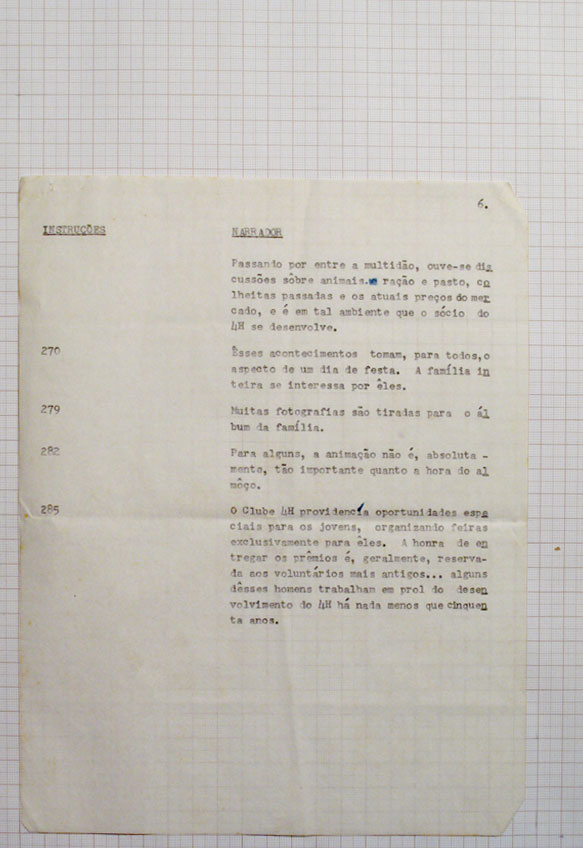 6.
INSTRUÇÕES NARRADOR
Passando por entre a multidão, ouve-se dis
cussões sôbre animais, ração e pasto, co
lheitas passadas e os atuais preços do mer
cado, e é em tal ambiente que o sócio do
4H se desenvolve.
270 Êsses acontecimentos tomam, para todos, o
aspecto de um dia de festa. A família in
teira se interessa por êles.
279 Muitas fotografias são tiradas para o ál
bum da família.
282 Para alguns, a animação não é, absoluta -
mente, tão importante quanto a hora do al
môço.
285 O Clube 4H providencía oportunidades espe
ciais para os jovens, organizando feiras
exclusivamente para êles. A honra de en
tregar os prêmios é, geralmente, reserva-
da aos voluntários mais antigos... alguns
dêsses homens trabalham em prol do desen
volvimento do 4H há nada menos que cinquen
ta anos.